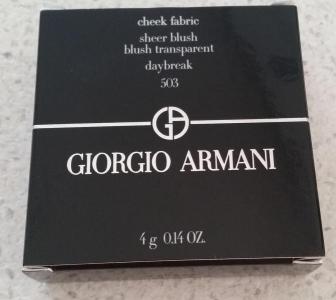 cheek fabric
sheer blush
blush transparent
daybreak
503
GA
GIORGIO ARMANI
4 g 0.14 OZ.